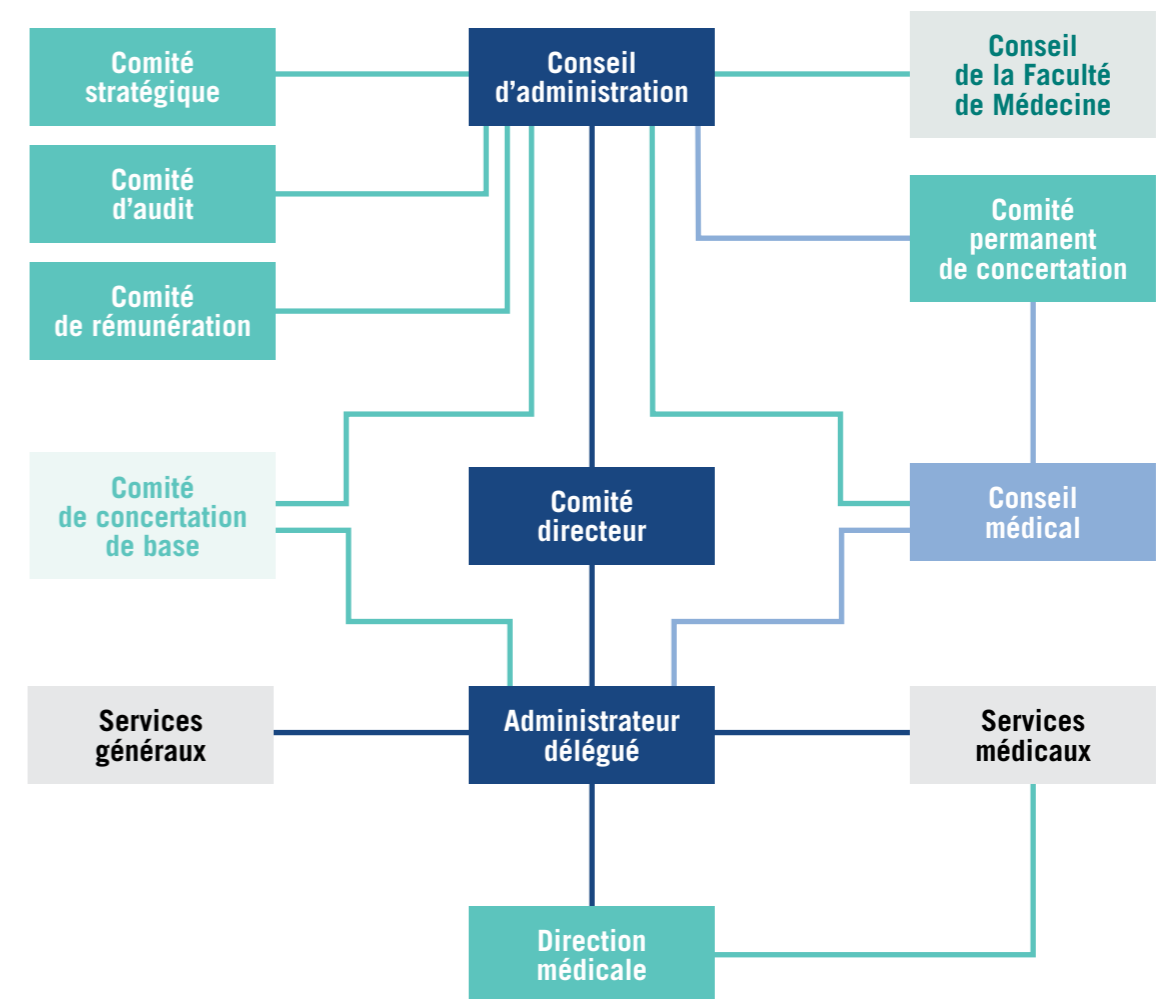 Comité
stratégique
Conseil
d'administration
Conseil
de la Faculté
de Médecine
Comité
d'audit
Comité
permanent
de concertation
Comité
de rémunération
Comité
de concertation
de base
Comité
directeur
Conseil
médical
Services
généraux
Administrateur
délégué
Services
médicaux
Direction
médicale